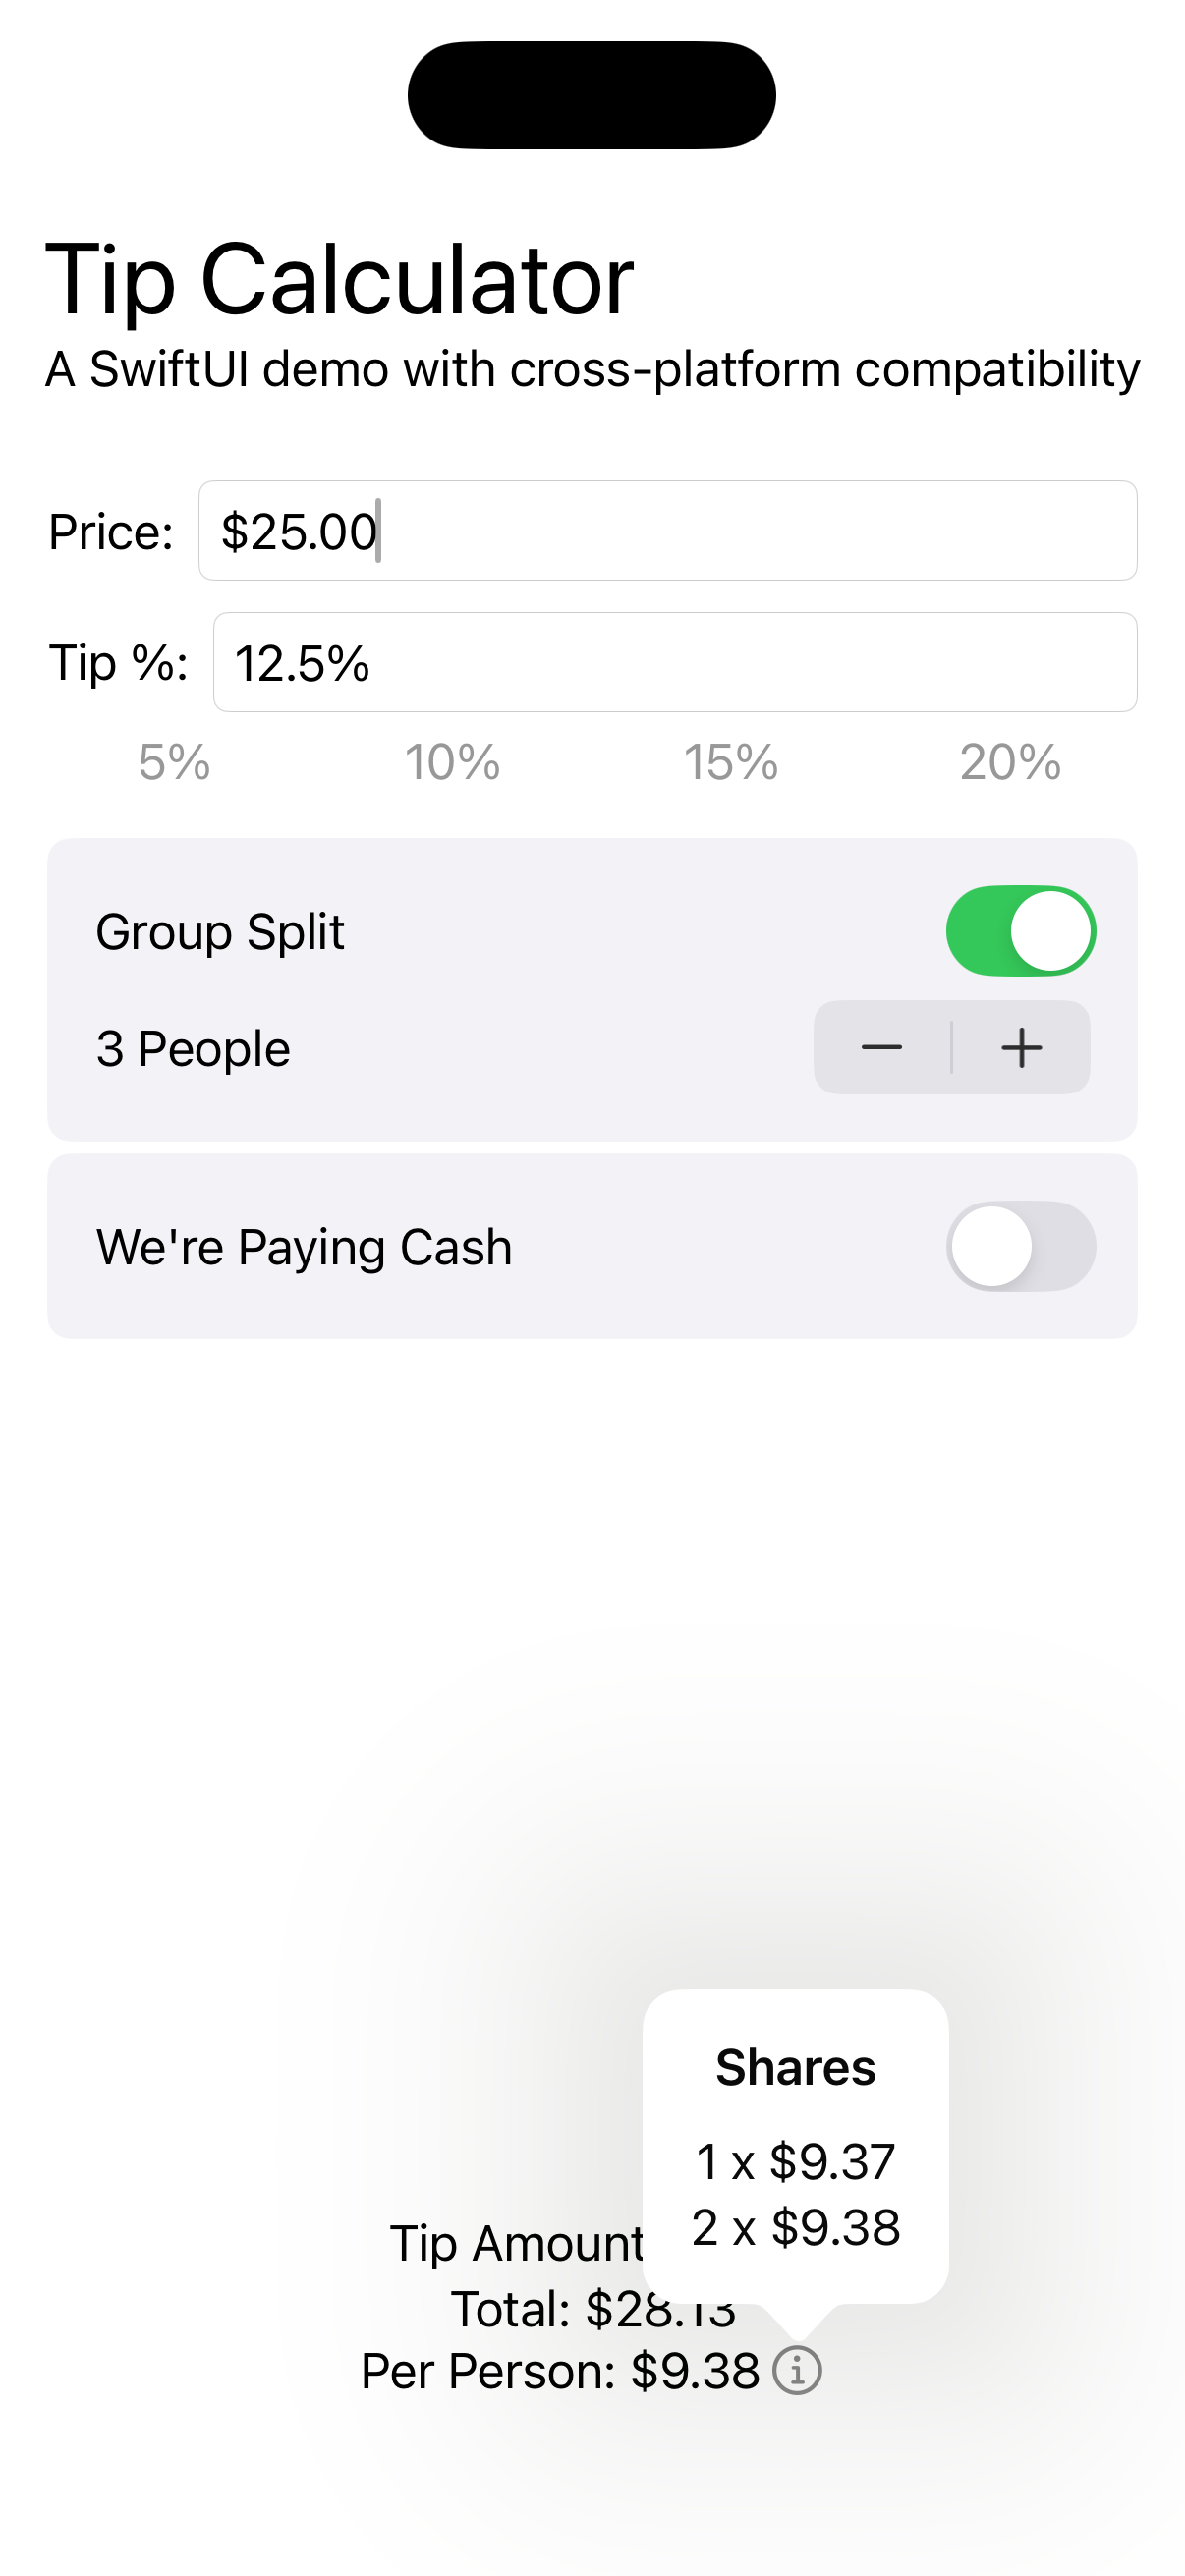 Tip Calculator
A SwiftUI demo with cross-platform compatibility
Price: $25.00
Tip %: 12.5%
5% 10% 15% 20%
Group Split
3 People
We're Paying Cash
Shares
1 x $9.37
2 x $9.38
Tip Amount
Total: $28.13
Per Person: $9.38